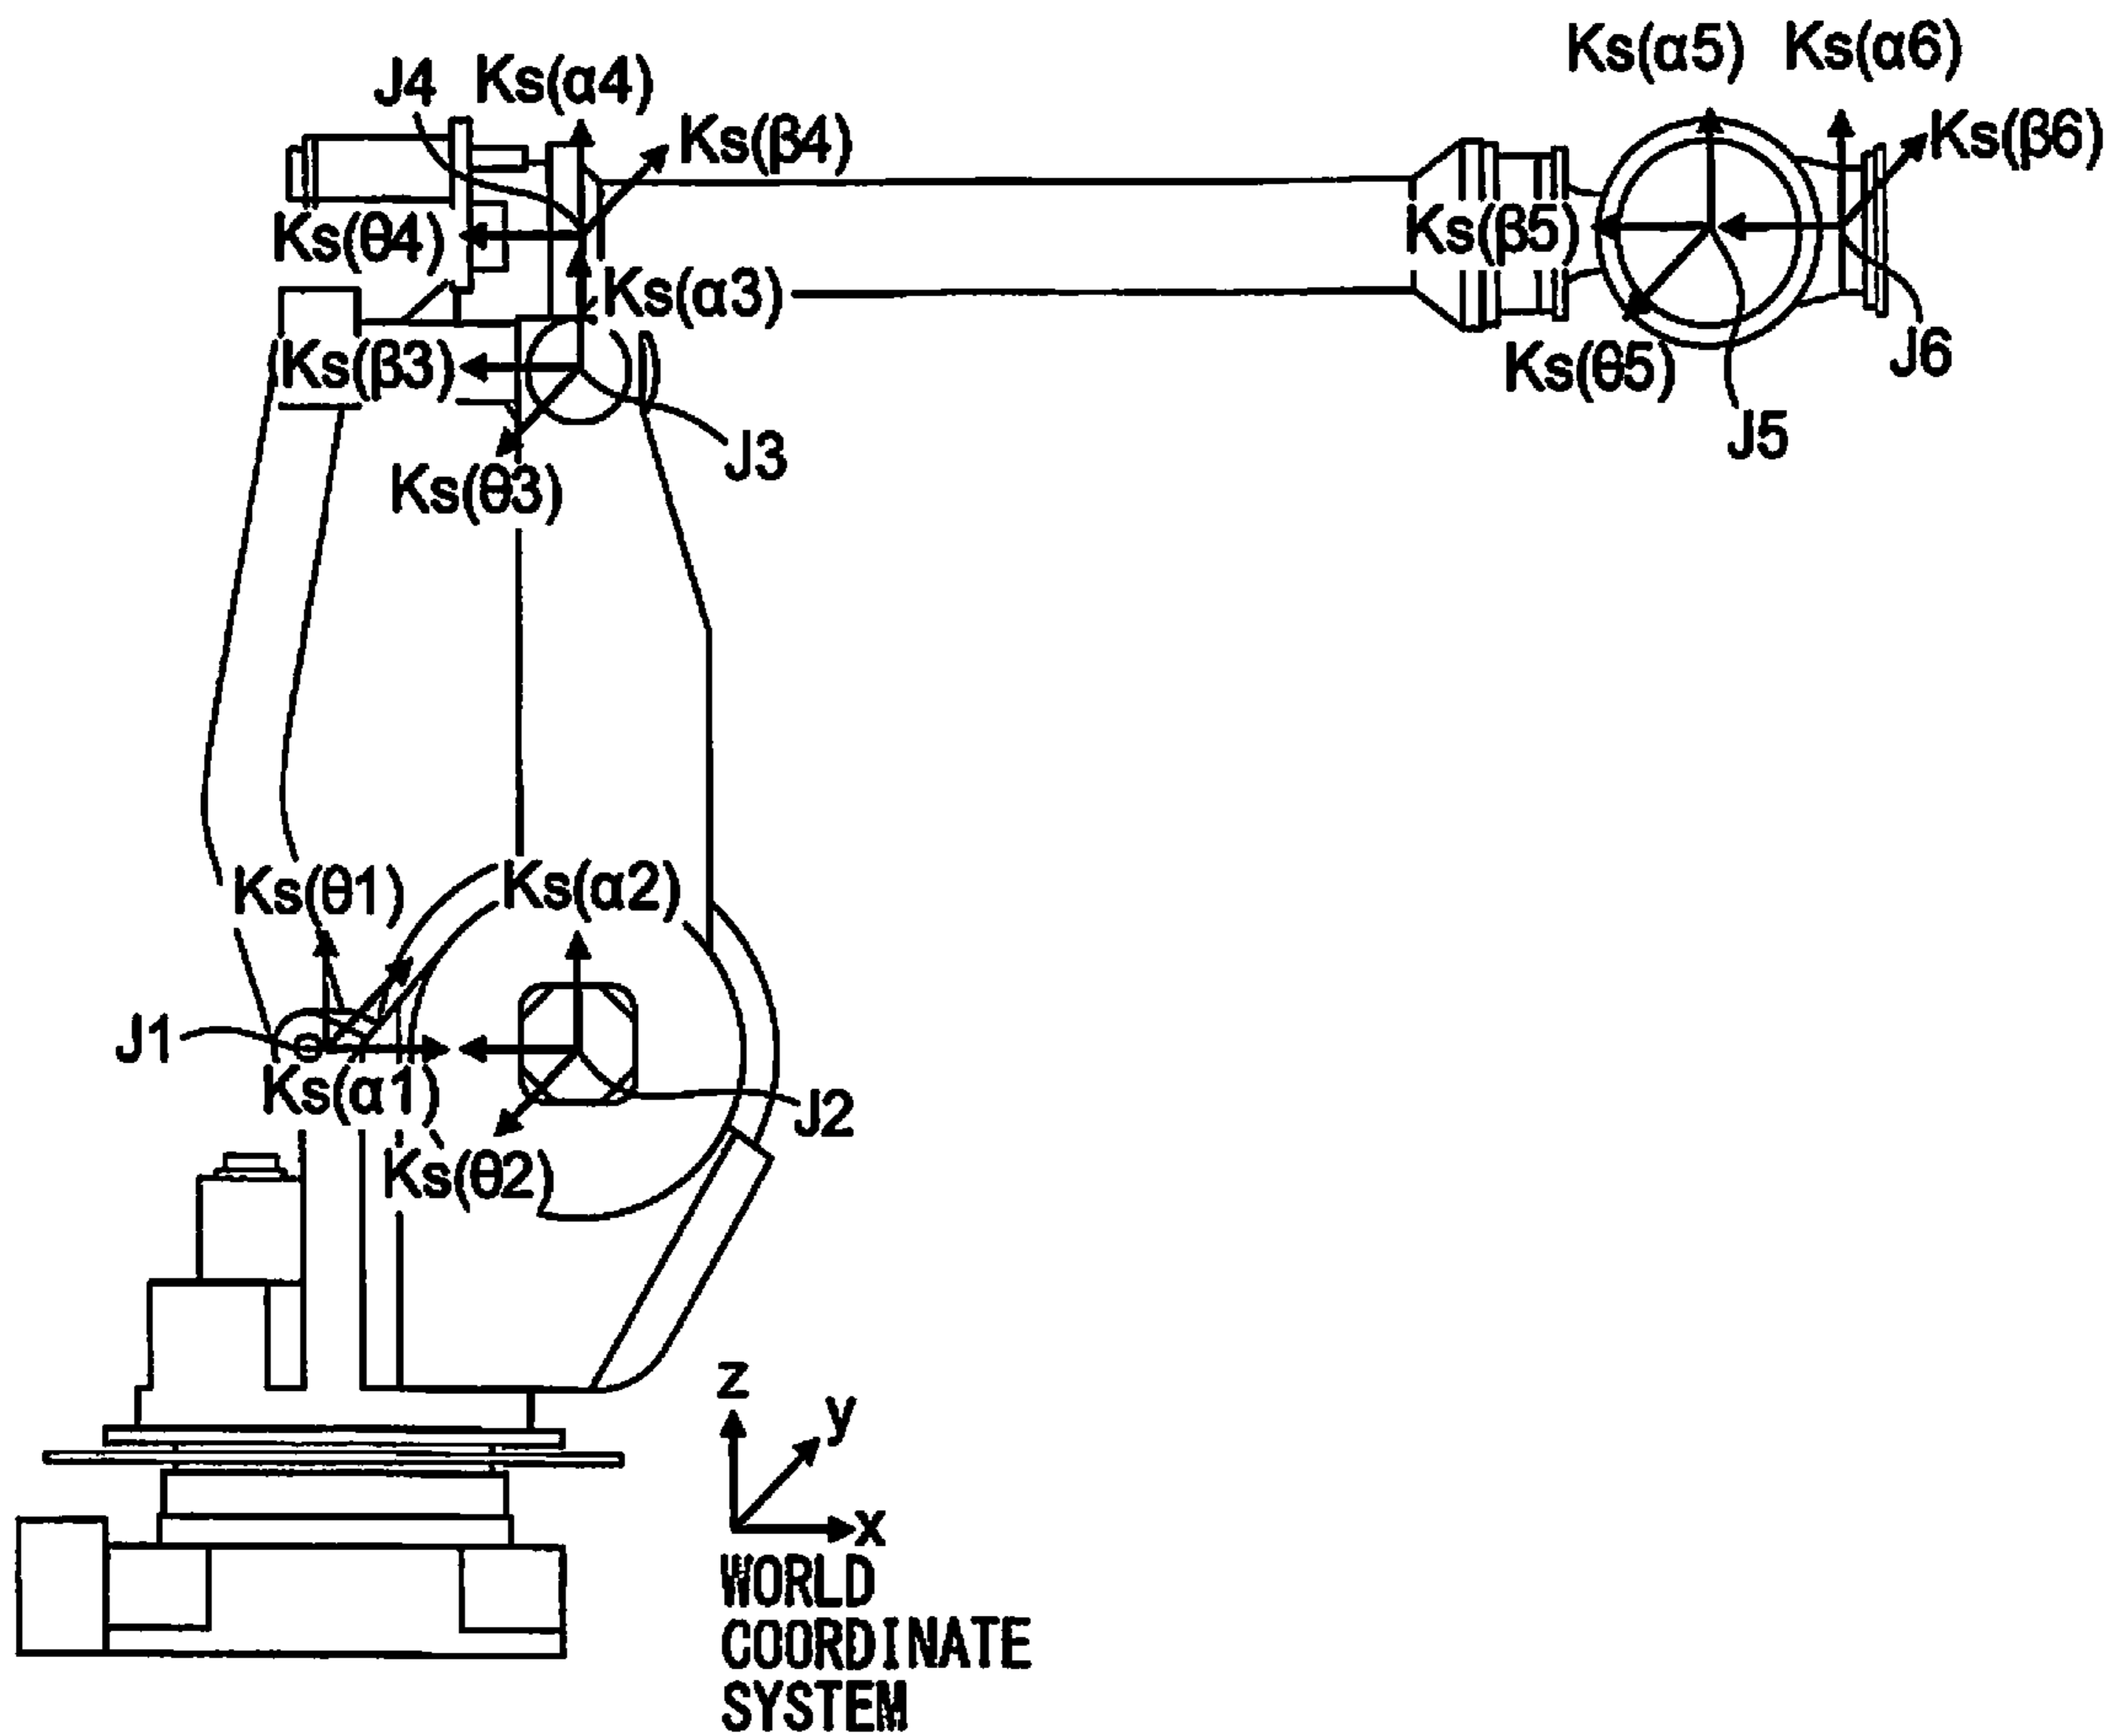 Ks(α5) Ks(α6)
J4 Ks(α4)
Ks(β4)
Ks(β6)
Ks(θ4)
Ks(β5)
Ks(α3)
Ks(β3)
Ks(θ5)
J6
J3
J5
Ks(θ3)
Ks(θ1)
Ks(α2)
J1
Ks(α1)
J2
Ks(θ2)
z
y
x
WORLD
COORDINATE
SYSTEM